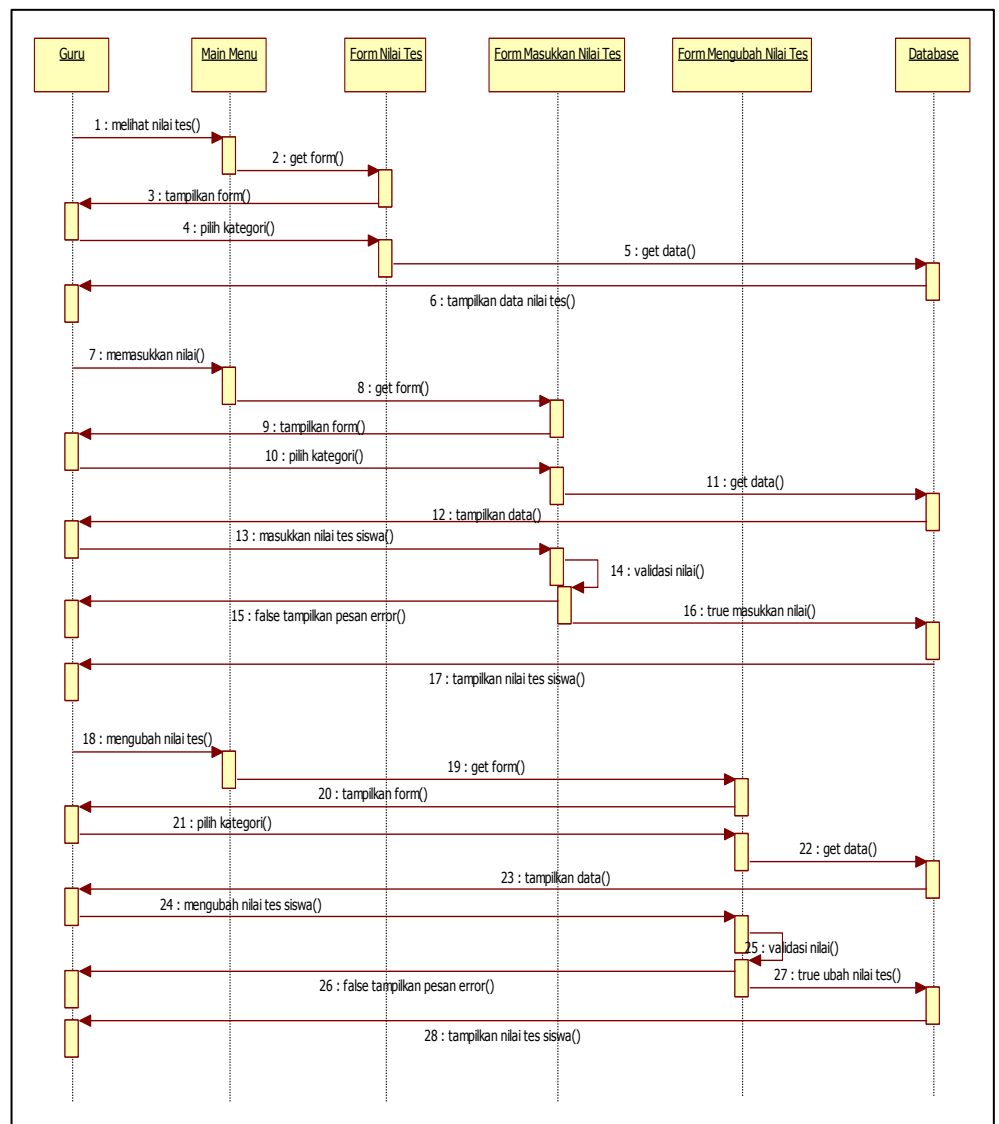 Guru
Main Menu
Form Nilai Tes
Form Masukkan Nilai Tes
Form Mengubah Nilai Tes
Database
1 : melihat nilai tes()
2 : get form()
3 : tampilkan form()
4 : pilih kategori()
5 : get data()
6 : tampilkan data nilai tes()
7 : memasukkan nilai()
8 : get form()
9 : tampilkan form()
10 : pilih kategori()
11 : get data()
12 : tampilkan data()
13 : masukkan nilai tes siswa()
14 : validasi nilai()
15 : false tampilkan pesan error()
16 : true masukkan nilai()
17 : tampilkan nilai tes siswa()
18 : mengubah nilai tes()
19 : get form()
20 : tampilkan form()
21 : pilih kategori()
22 : get data()
23 : tampilkan data()
24 : mengubah nilai tes siswa()
25 : validasi nilai()
26 : false tampilkan pesan error()
27 : true ubah nilai tes()
28 : tampilkan nilai tes siswa()